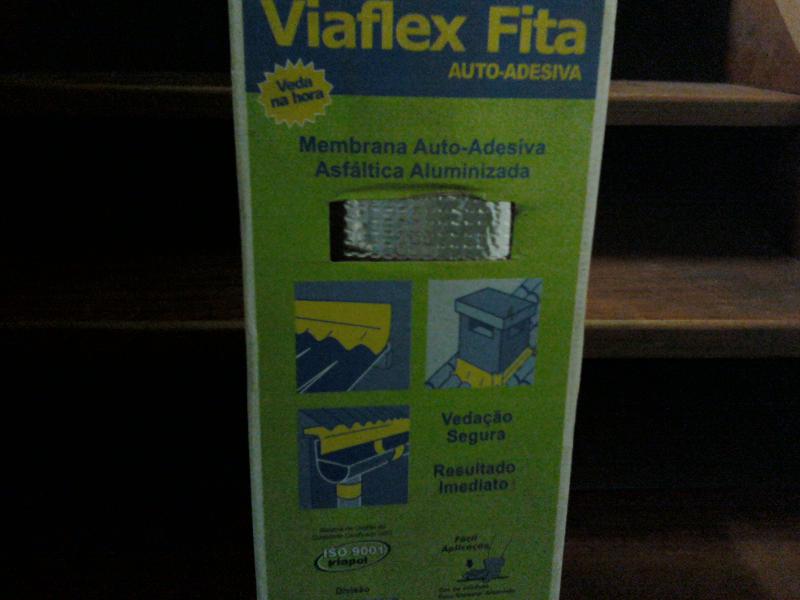 Viaflex Fita
AUTO-ADESIVA
Veda
na hora
Membrana Auto-Adesiva
Asfáltica Aluminizada
Vedação
Segura
Resultado
Imediato
ISO 9001
viapol
Fácil
Aplicação
Divisão